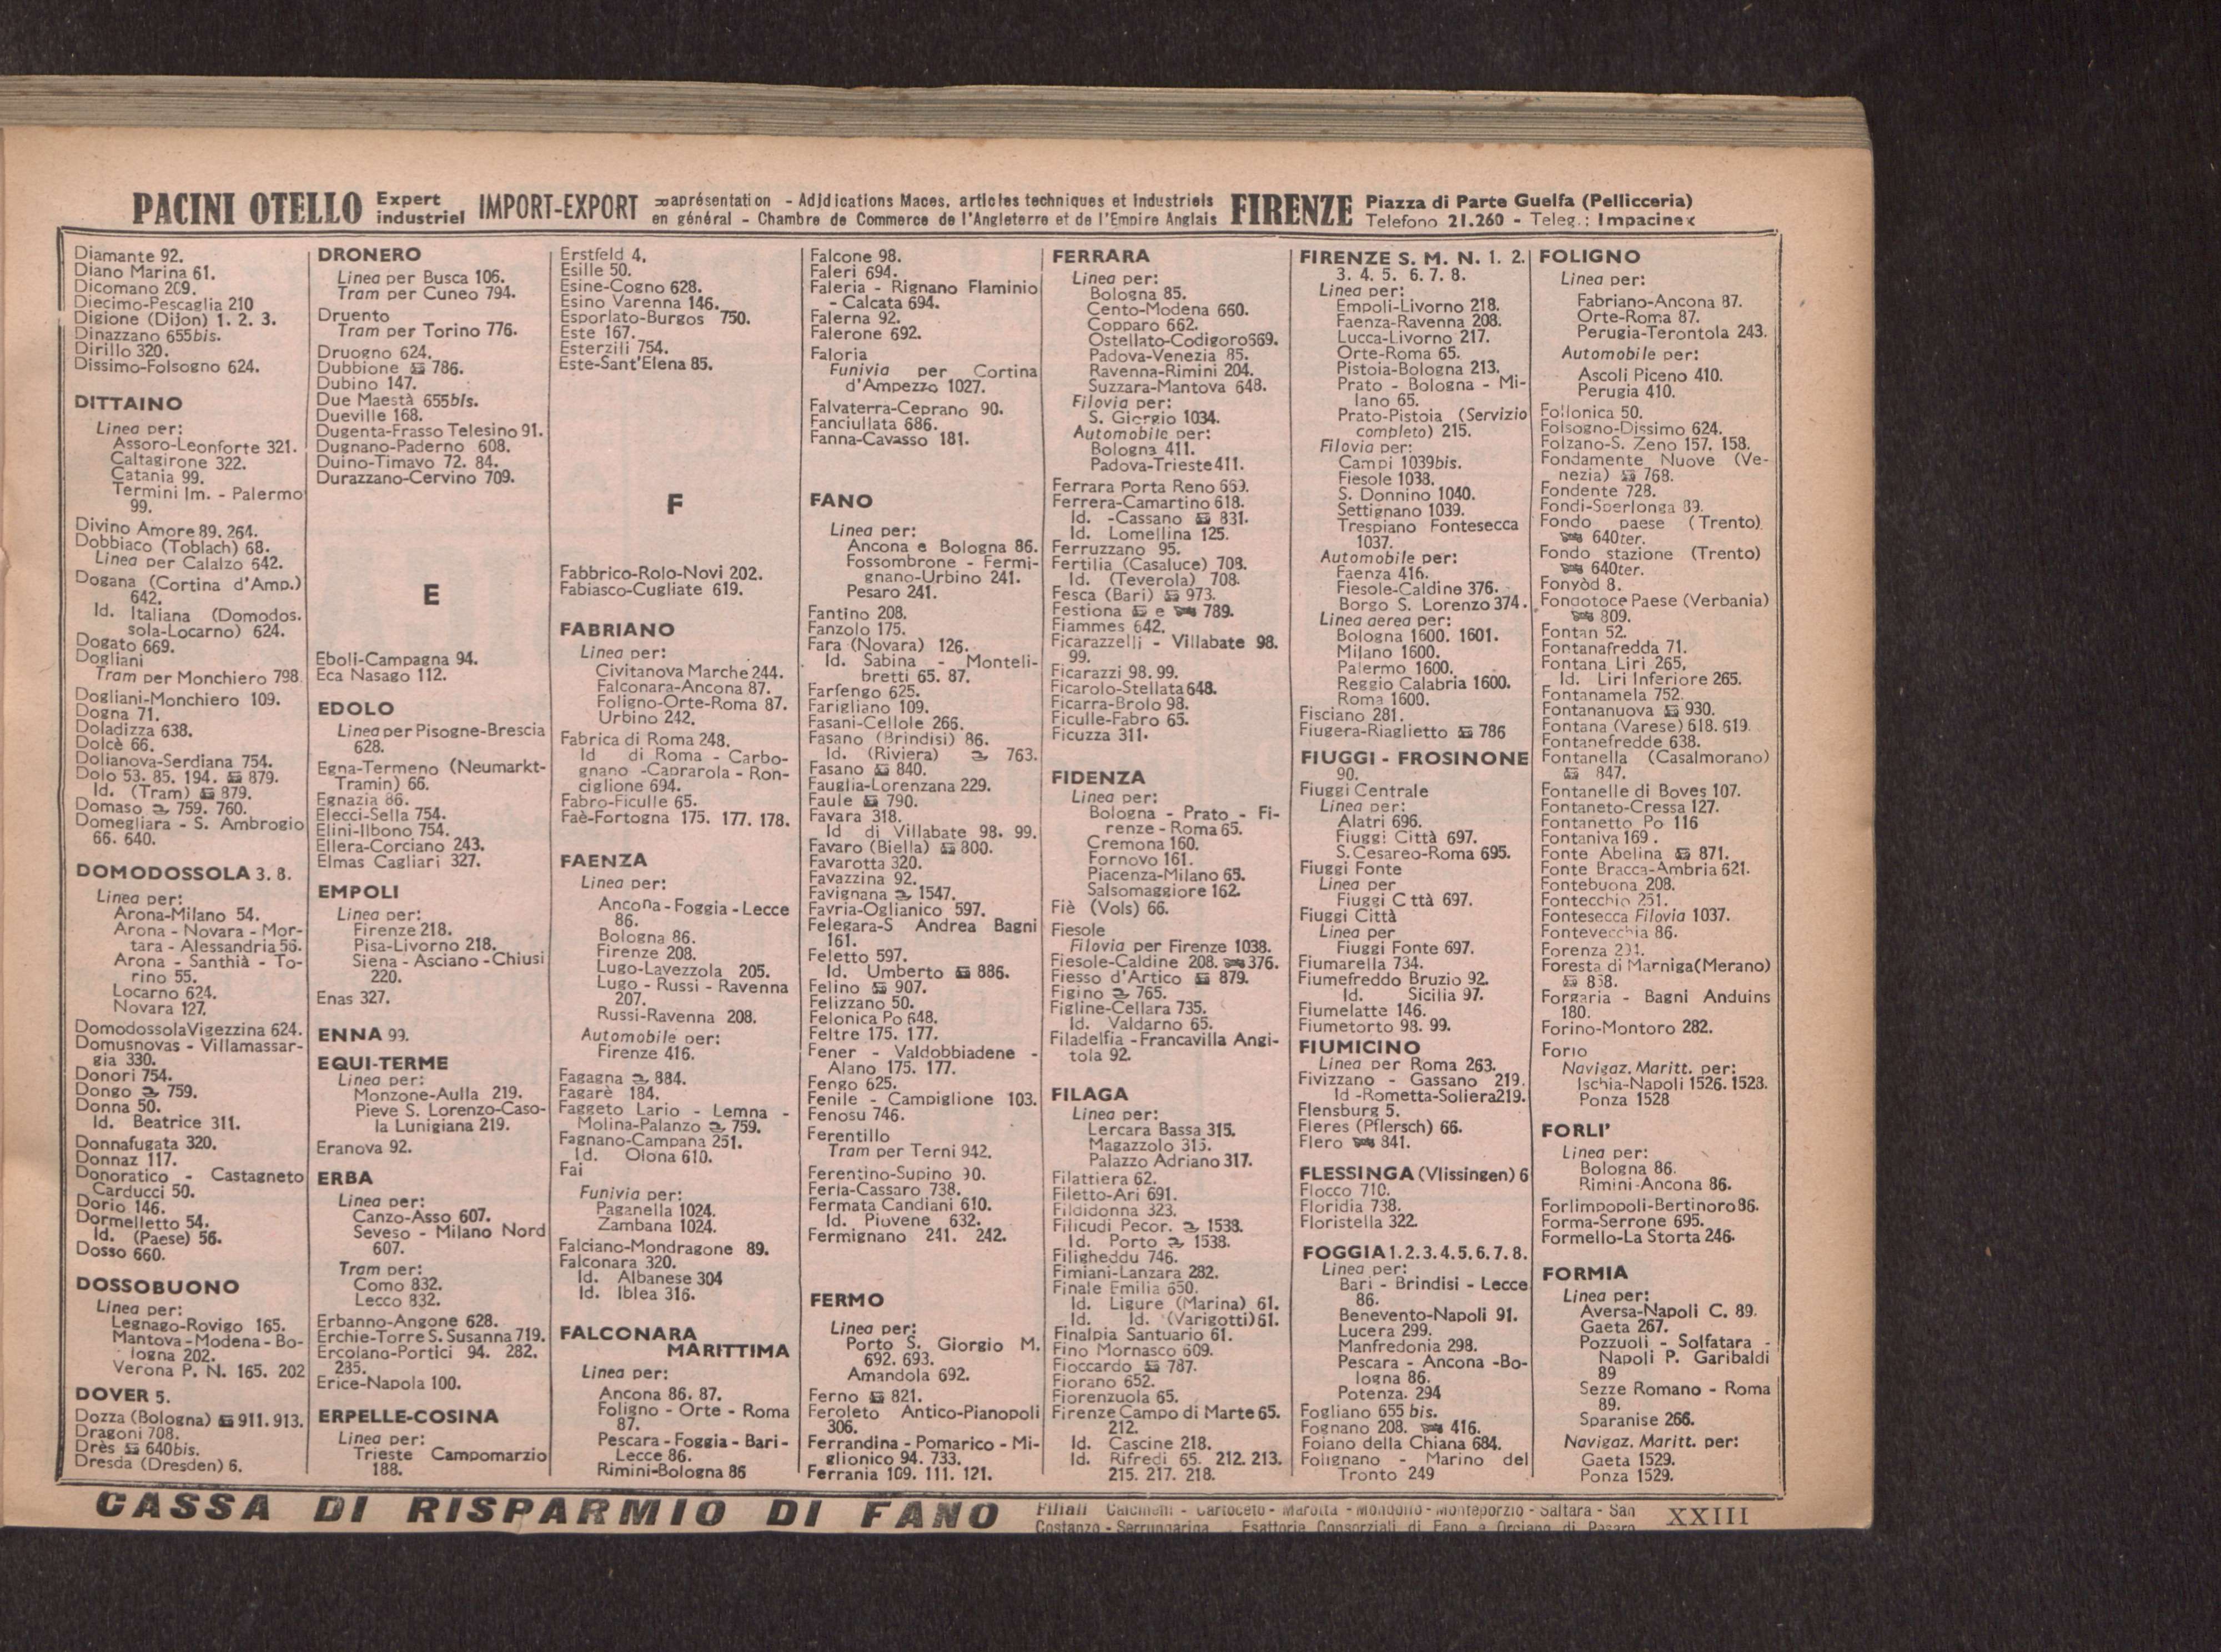 PACINI OTELLO Expert industriel IMPORT-EXPORT
aprésentation - Adjdications Maces, articles techniques et industriels
en général - Chambre de Commerce de l'Angleterre et de l'Empire Anglais
FIRENZE Piazza di Parte Guelfa (Pellicceria)
Telefono 21.260 - Teleg.: Impacinex
Diamante 92.
Diano Marina 61.
Dicomano 209.
Diecimo-Pescaglia 210
Digione (Dijon) 1. 2. 3.
Dinazzano 655bis.
Dirillo 320.
Dissimo-Folsogno 624.
DITTAINO
Linea per:
Assoro-Leonforte 321.
Caltagirone 322.
Catania 99.
Termini Im. - Palermo
99.
Divino Amore 89. 264.
Dobbiaco (Toblach) 68.
Linea per Calalzo 642.
Dogana (Cortina d'Amp.)
642.
Id. Italiana (Domodos.
sola-Locarno) 624.
Dogato 669.
Dogliani
Tram per Monchiero 798
Dogliani-Monchiero 109.
Dogna 71.
Doladizza 638.
Dolcè 66.
Dolianova-Serdiana 754.
Dolo 53. 85. 194. 879.
Id. (Tram) 879.
Domaso 759. 760.
Domegliara - S. Ambrogio
66. 640.
DOMODOSSOLA 3. 8.
Linea per:
Arona-Milano 54.
Arona - Novara - Mor-
tara - Alessandria 56.
Arona - Santhià - To-
rino 55.
Locarno 624.
Novara 127.
DomodossolaVigezzina 624.
Domusnovas - Villamassar-
gia 330.
Donori 754.
Dongo 759.
Donna 50.
Id. Beatrice 311.
Donnafugata 320.
Donnaz 117.
Donoratico - Castagneto
Carducci 50.
Dorio 146.
Dormelletto 54.
Id. (Paese) 56.
Dosso 660.
DOSSOBUONO
Linea per:
Legnago-Rovigo 165.
Mantova - Modena - Bo-
logna 202.
Verona P. N. 165. 202
DOVER 5.
Dozza (Bologna) 911. 913.
Dragoni 708.
Drès 640bis.
Dresda (Dresden) 6.
DRONERO
Linea per Busca 106.
Tram per Cuneo 794.
Druento
Tram per Torino 776.
Druogno 624.
Dubbione 786.
Dubino 147.
Due Maestà 655bis.
Dueville 168.
Dugenta-Frasso Telesino 91.
Dugnano-Paderno 608.
Duino-Timavo 72. 84.
Durazzano-Cervino 709.
E
Eboli-Campagna 94.
Eca Nasago 112.
EDOLO
Linea per Pisogne-Brescia
628.
Egna-Termeno (Neumarkt-
Tramin) 66.
Egnazia 86.
Elecci-Sella 754.
Elini-Ilbono 754.
Ellera-Corciano 243.
Elmas Cagliari 327.
EMPOLI
Linea per:
Firenze 218.
Pisa-Livorno 218.
Siena - Asciano - Chiusi
220.
Enas 327.
ENNA 99.
EQUI-TERME
Linea per:
Monzone-Aulla 219.
Pieve S. Lorenzo-Caso-
la Lunigiana 219.
Eranova 92.
ERBA
Linea per:
Canzo-Asso 607.
Seveso - Milano Nord
607.
Tram per:
Como 832.
Lecco 832.
Erbanno-Angone 628.
Erchie-Torre S. Susanna 719.
Ercolano-Portici 94. 282.
285.
Erice-Napola 100.
ERPELLE-COSINA
Linea per:
Trieste Campomarzio
188.
Erstfeld 4.
Esille 50.
Esine-Cogno 628.
Esino Varenna 146.
Esporlato-Burgos 750.
Este 167.
Esterzili 754.
Este-Sant'Elena 85.
F
Fabbrico-Rolo-Novi 202.
Fabiasco-Cugliate 619.
FABRIANO
Linea per:
Civitanova Marche 244.
Falconara-Ancona 87.
Foligno-Orte-Roma 87.
Urbino 242.
Fabrica di Roma 248.
Id di Roma - Carbo-
gnano -Caprarola - Ron-
ciglione 694.
Fabro-Ficulle 65.
Faè-Fortogna 175. 177. 178.
FAENZA
Linea per:
Ancona - Foggia - Lecce
86.
Bologna 86.
Firenze 208.
Lugo-Lavezzola 205.
Lugo - Russi - Ravenna
207.
Russi-Ravenna 208.
Automobile per:
Firenze 416.
Fagagna 884.
Fagarè 184.
Faggeto Lario - Lemna -
Molina-Palanzo 759.
Fagnano-Campana 251.
Id. Olona 610.
Fai
Funivia per:
Paganella 1024.
Zambana 1024.
Falciano-Mondragone 89.
Falconara 320.
Id. Albanese 304
Id. Iblea 316.
FALCONARA
MARITTIMA
Linea per:
Ancona 86. 87.
Foligno - Orte - Roma
87.
Pescara - Foggia - Bari -
Lecce 86.
Rimini-Bologna 86
Falcone 98.
Faleri 694.
Faleria - Rignano Flaminio
- Calcata 694.
Falerna 92.
Falerone 692.
Faloria
Funivia per Cortina
d'Ampezzo 1027.
Falvaterra-Ceprano 90.
Fanciullata 686.
Fanna-Cavasso 181.
FANO
Linea per:
Ancona e Bologna 86.
Fossombrone - Fermi-
gnano-Urbino 241.
Pesaro 241.
Fantino 208.
Fanzolo 175.
Fara (Novara) 126.
Id. Sabina - Monteli-
bretti 65. 87.
Farfengo 625.
Farigliano 109.
Fasani-Cellole 266.
Fasano (Brindisi) 86.
Id. (Riviera) 763.
Fasano 840.
Fauglia-Lorenzana 229.
Faule 790.
Favara 318.
Id di Villabate 98. 99.
Favaro (Biella) 800.
Favarotta 320.
Favazzina 92.
Favignana 1547.
Favria-Oglianico 597.
Felegara-S Andrea Bagni
161.
Feletto 597.
Id. Umberto 886.
Felino 907.
Felizzano 50.
Felonica Po 648.
Feltre 175. 177.
Fener - Valdobbiadene -
Alano 175. 177.
Fengo 625.
Fenile - Campiglione 103.
Fenosu 746.
Ferentillo
Tram per Terni 942.
Ferentino-Supino 90.
Ferla-Cassaro 738.
Fermata Candiani 610.
Id. Piovene 632.
Fermignano 241. 242.
FERMO
Linea per:
Porto S. Giorgio M.
692. 693.
Amandola 692.
Ferno 821.
Feroleto Antico-Pianopoli
306.
Ferrandina - Pomarico - Mi-
glionico 94. 733.
Ferrania 109. 111. 121.
FERRARA
Linea per:
Bologna 85.
Cento-Modena 660.
Copparo 662.
Ostellato-Codigoro669.
Padova-Venezia 85.
Ravenna-Rimini 204.
Suzzara-Mantova 648.
Filovia per:
S. Giorgio 1034.
Automobile per:
Bologna 411.
Padova-Trieste411.
Ferrara Porta Reno 669.
Ferrera-Camartino 618.
Id. -Cassano 831.
Id. Lomellina 125.
Ferruzzano 95.
Fertilia (Casaluce) 708.
Id. (Teverola) 708.
Fesca (Bari) 973.
Festiona e 789.
Fiammes 642.
Ficarazzelli - Villabate 98.
99.
Ficarazzi 98. 99.
Ficarolo-Stellata 648.
Ficarra-Brolo 98.
Ficulle-Fabro 65.
Ficuzza 311.
FIDENZA
Linea per:
Bologna - Prato - Fi-
renze - Roma 65.
Cremona 160.
Fornovo 161.
Piacenza-Milano 65.
Salsomaggiore 162.
Fiè (Vols) 66.
Fiesole
Filovia per Firenze 1038.
Fiesole-Caldine 208. 376.
Fiesso d'Artico 879.
Figino 765.
Figline-Cellara 735.
Id. Valdarno 65.
Filadelfia - Francavilla Angi-
tola 92.
FILAGA
Linea per:
Lercara Bassa 315.
Magazzolo 315.
Palazzo Adriano 317.
Filattiera 62.
Filetto-Ari 691.
Fildidonna 323.
Filicudi Pecor. 1538.
Id. Porto 1538.
Filigheddu 746.
Fimiani-Lanzara 282.
Finale Emilia 650.
Id. Ligure (Marina) 61.
Id. Id. (Varigotti) 61.
Finalpia Santuario 61.
Fino Mornasco 609.
Fioccardo 787.
Fiorano 652.
Fiorenzuola 65.
Firenze Campo di Marte 65.
212.
Id. Cascine 218.
Id. Rifredi 65. 212. 213.
215. 217. 218.
FIRENZE S. M. N. 1. 2.
3. 4. 5. 6. 7. 8.
Linea per:
Empoli-Livorno 218.
Faenza-Ravenna 208.
Lucca-Livorno 217.
Orte-Roma 65.
Pistoia-Bologna 213.
Prato - Bologna - Mi-
lano 65.
Prato-Pistoia (Servizio
completo) 215.
Filovia per:
Campi 1039bis.
Fiesole 1038.
S. Donnino 1040.
Settignano 1039.
Trespiano Fontesecca
1037.
Automobile per:
Faenza 416.
Fiesole-Caldine 376.
Borgo S. Lorenzo 374.
Linea aerea per:
Bologna 1600. 1601.
Milano 1600.
Palermo 1600.
Reggio Calabria 1600.
Roma 1600.
Fisciano 281.
Fiugera-Riaglietto 786
FIUGGI - FROSINONE
90.
Fiuggi Centrale
Linea per:
Alatri 696.
Fiuggi Città 697.
S. Cesareo-Roma 695.
Fiuggi Fonte
Linea per
Fiuggi C ttà 697.
Fiuggi Città
Linea per
Fiuggi Fonte 697.
Fiumarella 734.
Fiumefreddo Bruzio 92.
Id. Sicilia 97.
Fiumelatte 146.
Fiumetorto 98. 99.
FIUMICINO
Linea per Roma 263.
Fivizzano - Gassano 219.
Id -Rometta-Soliera219.
Flensburg 5.
Fleres (Pflersch) 66.
Flero 841.
FLESSINGA (Vlissingen) 6
Flocco 710.
Floridia 738.
Floristella 322.
FOGGIA 1. 2. 3. 4. 5. 6. 7. 8.
Linea per:
Bari - Brindisi - Lecce
86.
Benevento-Napoli 91.
Lucera 299.
Manfredonia 298.
Pescara - Ancona -Bo-
logna 86.
Potenza. 294
Fogliano 655 bis.
Fognano 208. 416.
Foiano della Chiana 684.
Folignano - Marino del
Tronto 249
FOLIGNO
Linea per:
Fabriano-Ancona 87.
Orte-Roma 87.
Perugia-Terontola 243.
Automobile per:
Ascoli Piceno 410.
Perugia 410.
Follonica 50.
Folsogno-Dissimo 624.
Folzano-S. Zeno 157. 158.
Fondamente Nuove (Ve-
nezia) 768.
Fondente 728.
Fondi-Sperlonga 89.
Fondo paese (Trento)
640ter.
Fondo stazione (Trento)
640ter.
Fonyòd 8.
Fondotoce Paese (Verbania)
809.
Fontan 52.
Fontanafredda 71.
Fontana Liri 265.
Id. Liri Inferiore 265.
Fontanamela 752.
Fontananuova 930.
Fontana (Varese) 618. 619.
Fontanefredde 638.
Fontanella (Casalmorano)
847.
Fontanelle di Boves 107.
Fontaneto-Cressa 127.
Fontanetto Po 116
Fontaniva 169.
Fonte Abelina 871.
Fonte Bracca-Ambria 621.
Fontebuona 208.
Fontecchio 251.
Fontesecca Filovia 1037.
Fontevecchia 86.
Forenza 291.
Foresta di Marniga(Merano)
858.
Forgaria - Bagni Anduins
180.
Forino-Montoro 282.
Forio
Navigaz. Maritt. per:
Ischia-Napoli 1526. 1528.
Ponza 1528
FORLI'
Linea per:
Bologna 86.
Rimini-Ancona 86.
Forlimpopoli-Bertinoro 86.
Forma-Serrone 695.
Formello-La Storta 246.
FORMIA
Linea per:
Aversa-Napoli C. 89.
Gaeta 267.
Pozzuoli - Solfatara -
Napoli P. Garibaldi
89
Sezze Romano - Roma
89.
Sparanise 266.
Navigaz. Maritt. per:
Gaeta 1529.
Ponza 1529.
CASSA DI RISPARMIO DI FANO
Filiali Calcinelli - Cartoceto - Marotta - Mondolfo - Monteporzio - Saltara - San
Costanzo - Serrungarina Esattorie Consorziali di Fano e Orciano di Pesaro
XXIII